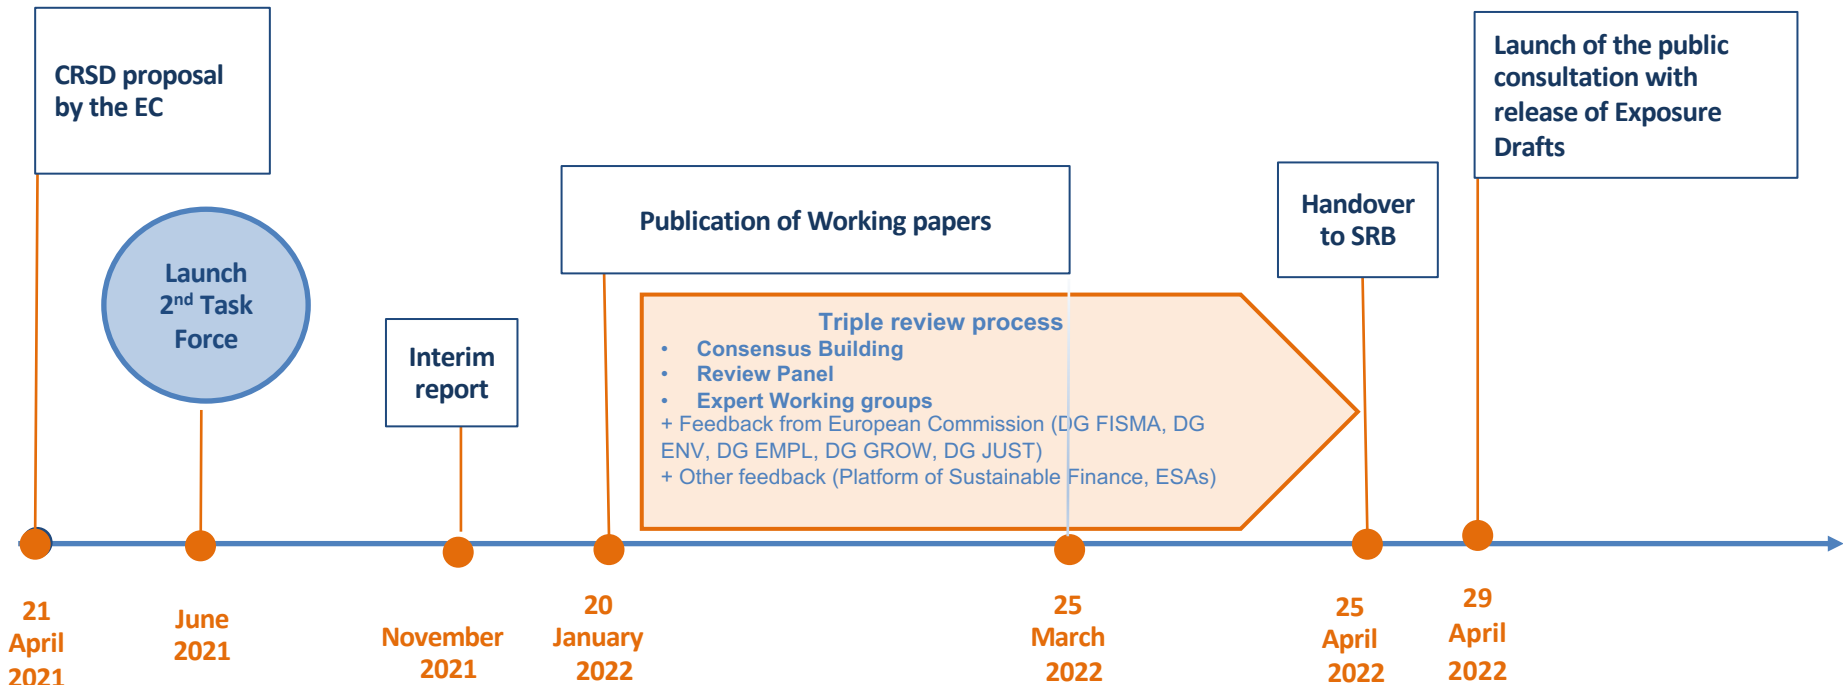 CRSD proposal
by the EC
Launch
2nd Task
Force
Interim
report
Publication of Working papers
Triple review process
• Consensus Building
• Review Panel
• Expert Working groups
+ Feedback from European Commission (DG FISMA, DG
ENV, DG EMPL, DG GROW, DG JUST)
+ Other feedback (Platform of Sustainable Finance, ESAs)
Handover
to SRB
Launch of the public
consultation with
release of Exposure
Drafts
21
April
2021
June
2021
November
2021
20
January
2022
25
March
2022
25
April
2022
29
April
2022